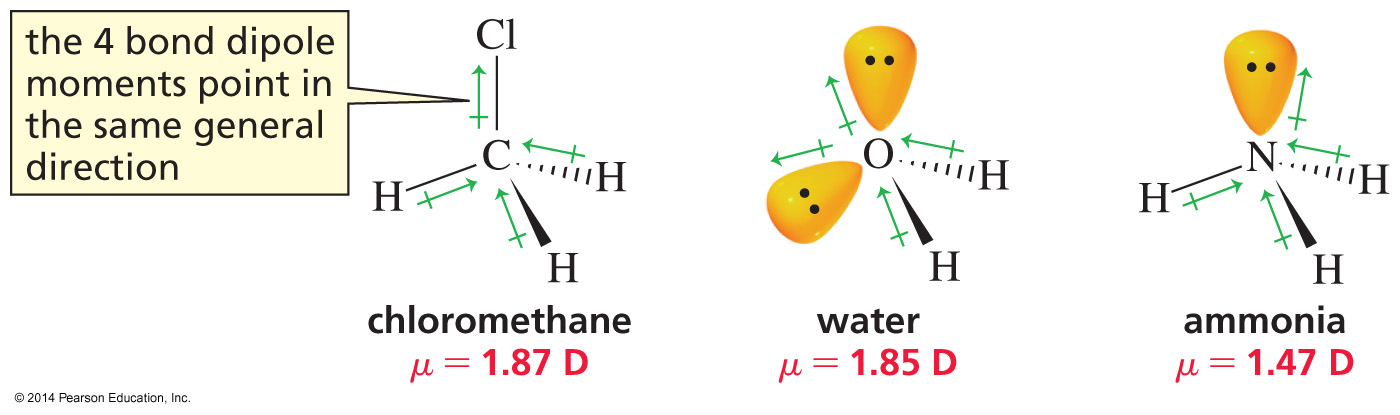 the 4 bond dipole
moments point in
the same general
direction
Cl
C
H
H
H
chloromethane
μ = 1.87 D
O
H
H
water
μ = 1.85 D
N
H
H
H
ammonia
μ = 1.47 D
© 2014 Pearson Education, Inc.